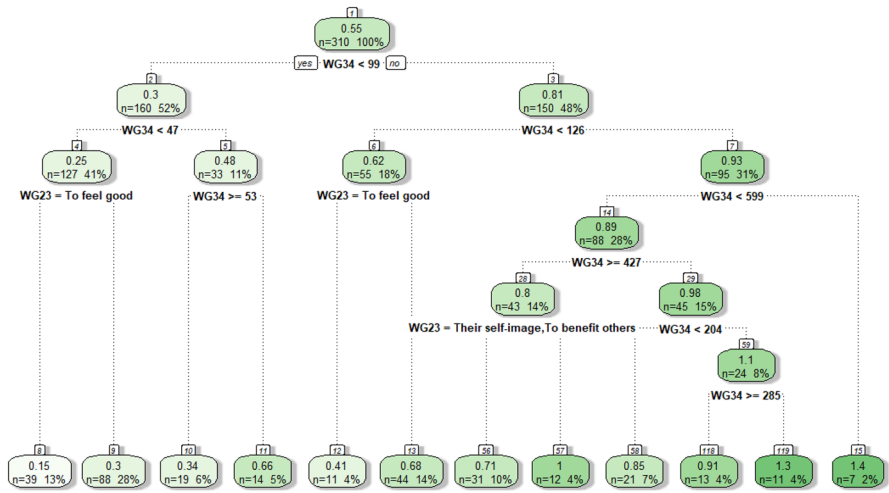 1
0.55
n=310 100%
yes WG34 < 99 no
2 3
0.3 0.81
n=160 52% n=150 48%
WG34 < 47 WG34 < 126
4 5 6 7
0.25 0.48 0.62 0.93
n=127 41% n=33 11% n=55 18% n=95 31%
WG23 = To feel good WG34 >= 53 WG23 = To feel good WG34 < 599
14
0.89
n=88 28%
WG34 >= 427
28 29
0.8 0.98
n=43 14% n=45 15%
WG23 = Their self-image,To benefit others WG34 < 204
59
1.1
n=24 8%
WG34 >= 285
8 9 10 11 12 13 56 57 58 118 119 15
0.15 0.3 0.34 0.66 0.41 0.68 0.71 1 0.85 0.91 1.3 1.4
n=39 13% n=88 28% n=19 6% n=14 5% n=11 4% n=44 14% n=31 10% n=12 4% n=21 7% n=13 4% n=11 4% n=7 2%